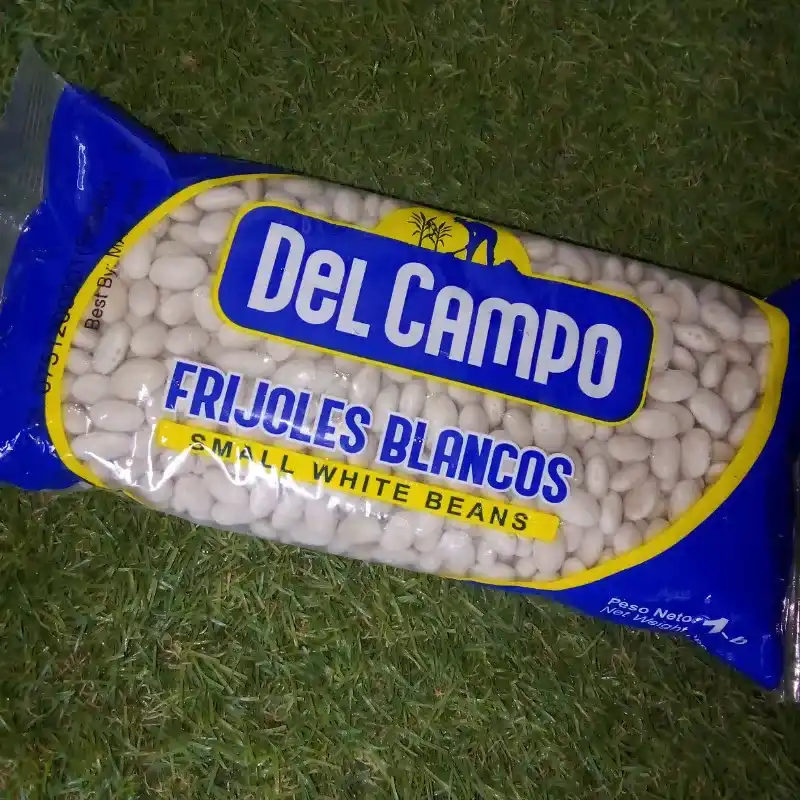 DEL CAMPO
FRIJOLES BLANCOS
SMALL WHITE BEANS
Best By:
Peso Neto
Net Weight